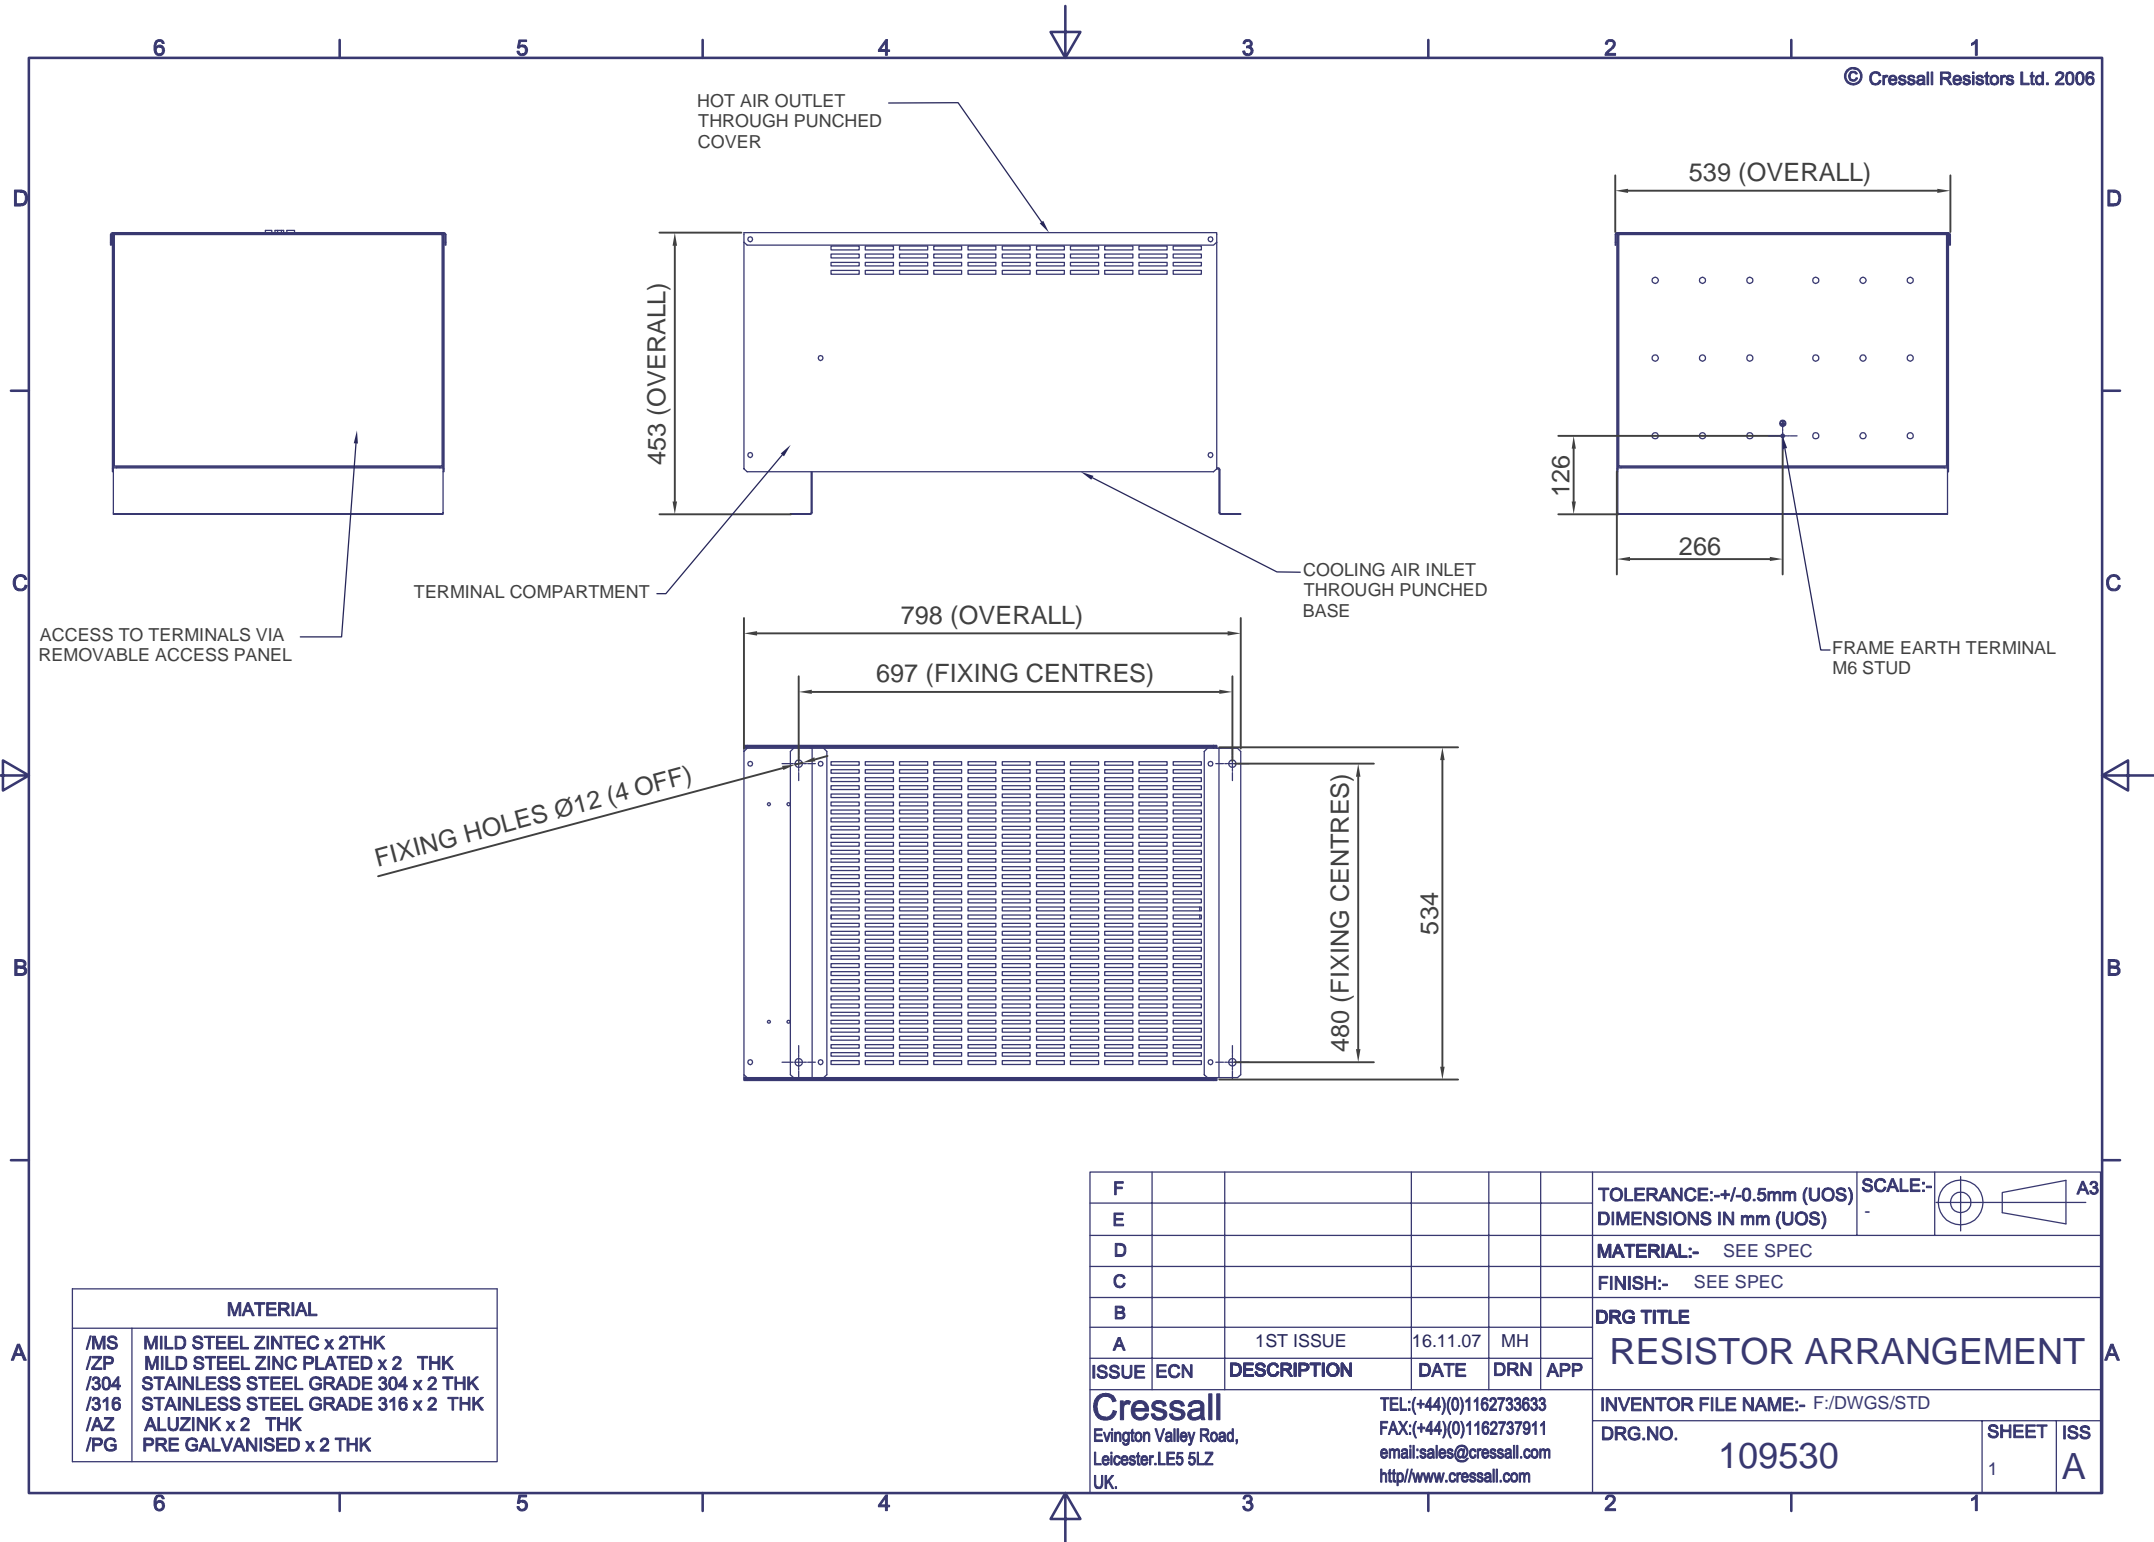 6 5 4 3 2 1
© Cressall Resistors Ltd. 2006
HOT AIR OUTLET
THROUGH PUNCHED
COVER
539 (OVERALL)
D D
453 (OVERALL)
126
266
TERMINAL COMPARTMENT
COOLING AIR INLET
THROUGH PUNCHED
BASE
C C
ACCESS TO TERMINALS VIA
REMOVABLE ACCESS PANEL
FRAME EARTH TERMINAL
M6 STUD
798 (OVERALL)
697 (FIXING CENTRES)
FIXING HOLES Ø12 (4 OFF)
480 (FIXING CENTRES)
534
B B
MATERIAL
/MS MILD STEEL ZINTEC x 2THK
/ZP MILD STEEL ZINC PLATED x 2 THK
/304 STAINLESS STEEL GRADE 304 x 2 THK
/316 STAINLESS STEEL GRADE 316 x 2 THK
/AZ ALUZINK x 2 THK
/PG PRE GALVANISED x 2 THK
A A
F
E
D
C
B
A 1ST ISSUE 16.11.07 MH
ISSUE ECN DESCRIPTION DATE DRN APP
TOLERANCE:-+/-0.5mm (UOS)
DIMENSIONS IN mm (UOS)
SCALE:-
-
A3
MATERIAL:- SEE SPEC
FINISH:- SEE SPEC
DRG TITLE
RESISTOR ARRANGEMENT
INVENTOR FILE NAME:- F:/DWGS/STD
DRG.NO.
109530
SHEET
1
ISS
A
Cressall
Evington Valley Road,
Leicester.LE5 5LZ
UK.
TEL:(+44)(0)1162733633
FAX:(+44)(0)1162737911
email:sales@cressall.com
http//www.cressall.com
6 5 4 3 2 1